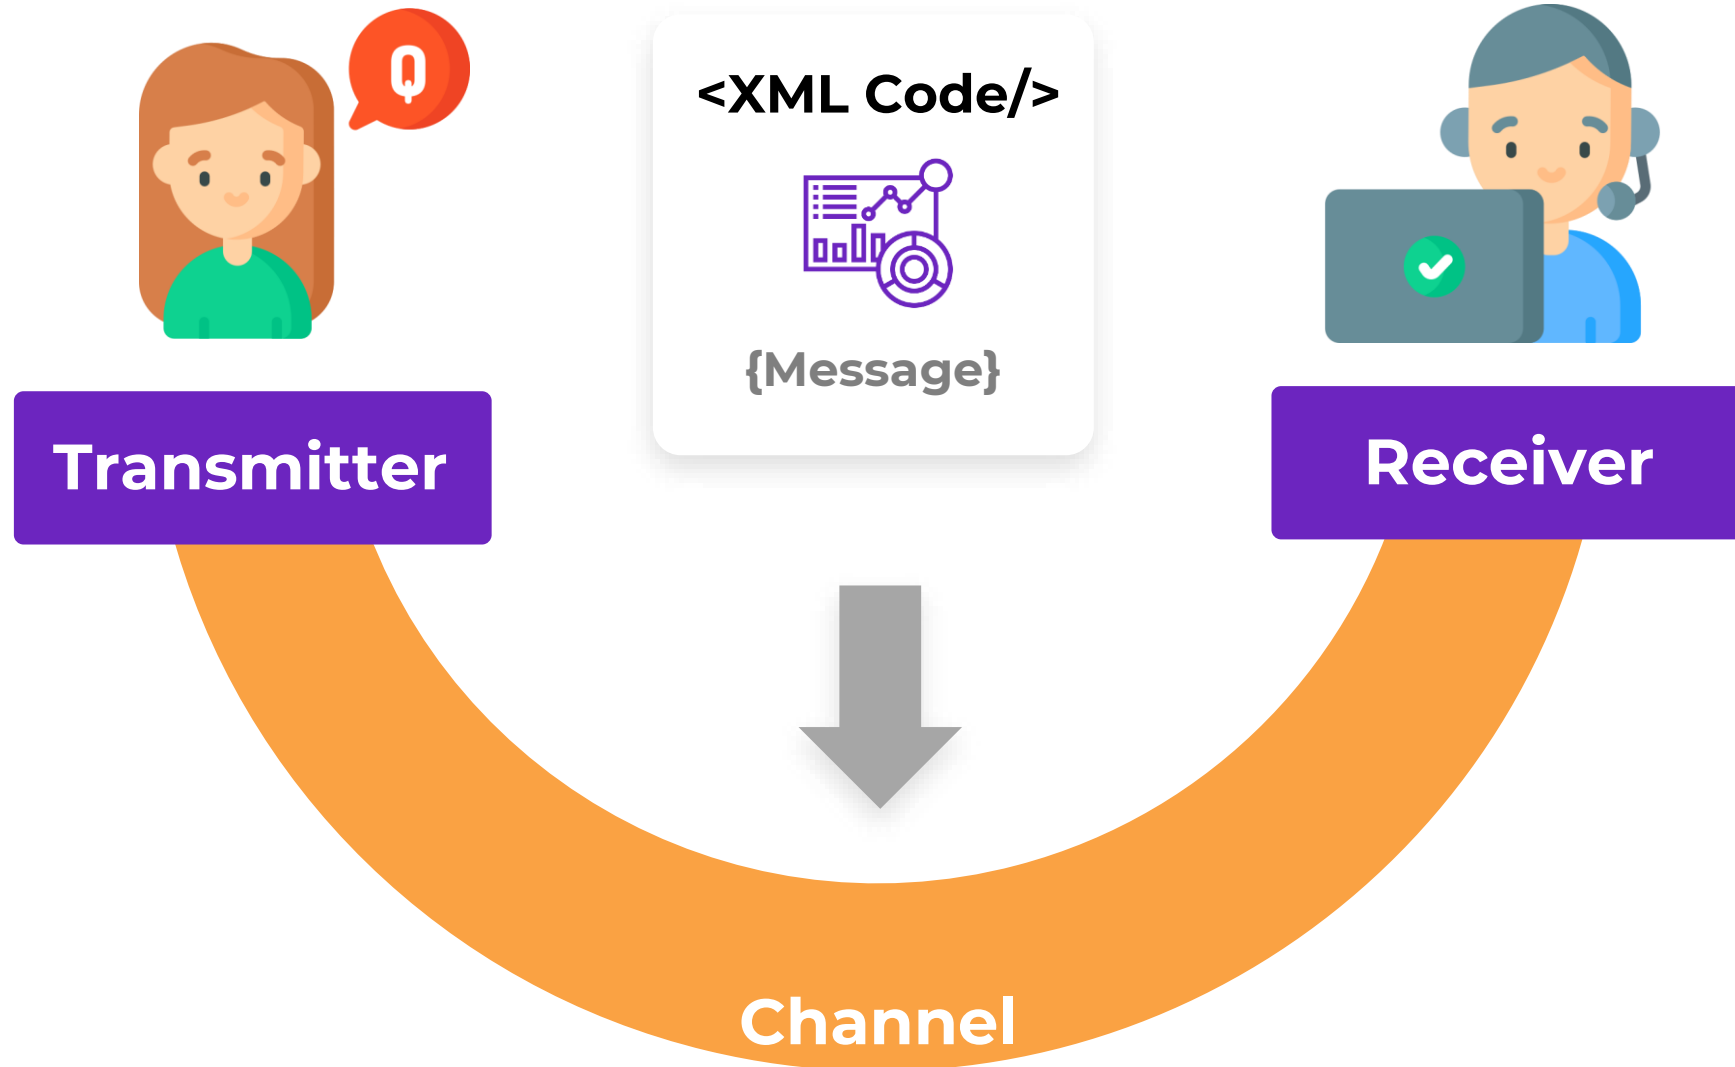 Q
<XML Code/>
{Message}
Transmitter
Receiver
Channel